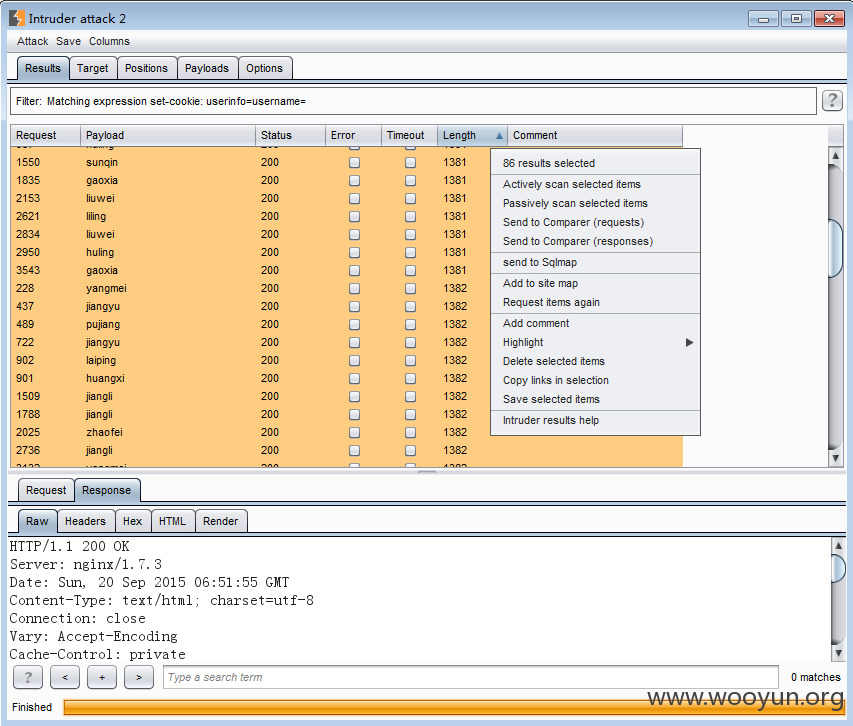 Intruder attack 2
Attack Save Columns
Results Target Positions Payloads Options
Filter: Matching expression set-cookie: userinfo=username=
?
Request Payload Status Error Timeout Length Comment
1550 sunqin 200 1381
1835 gaoxia 200 1381
2153 liuwei 200 1381
2621 liling 200 1381
2834 liuwei 200 1381
2950 huling 200 1381
3543 gaoxia 200 1381
228 yangmei 200 1382
437 jiangyu 200 1382
489 pujiang 200 1382
722 jiangyu 200 1382
902 laiping 200 1382
901 huangxi 200 1382
1509 jiangli 200 1382
1788 jiangli 200 1382
2025 zhaofei 200 1382
2736 jiangli 200 1382
86 results selected
Actively scan selected items
Passively scan selected items
Send to Comparer (requests)
Send to Comparer (responses)
send to Sqlmap
Add to site map
Request items again
Add comment
Highlight
Delete selected items
Copy links in selection
Save selected items
Intruder results help
Request Response
Raw Headers Hex HTML Render
HTTP/1.1 200 OK
Server: nginx/1.7.3
Date: Sun, 20 Sep 2015 06:51:55 GMT
Content-Type: text/html; charset=utf-8
Connection: close
Vary: Accept-Encoding
Cache-Control: private
? < + > Type a search term 0 matches
www.wooyun.org
Finished